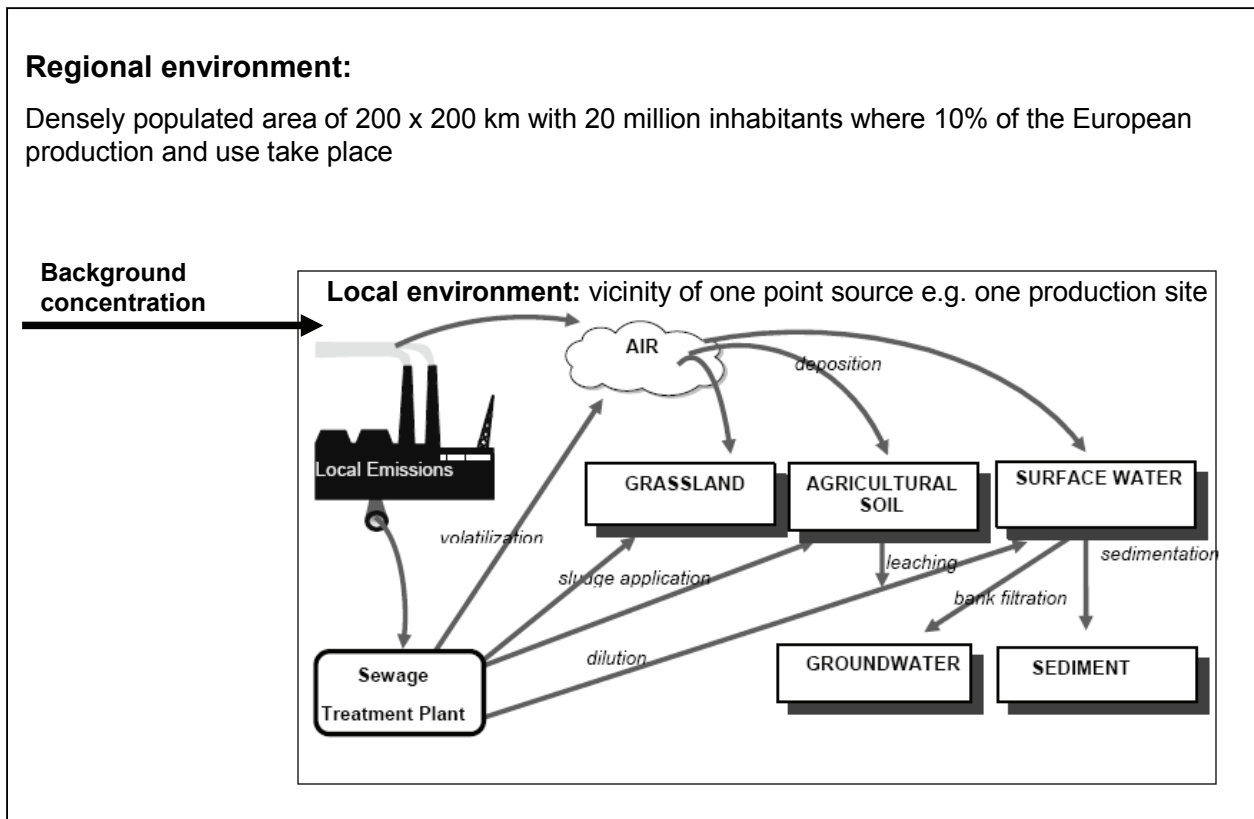 Regional environment:
Densely populated area of 200 x 200 km with 20 million inhabitants where 10% of the European
production and use take place
Background
concentration
Local environment: vicinity of one point source e.g. one production site
AIR
deposition
Local Emissions
GRASSLAND
AGRICULTURAL
SOIL
SURFACE WATER
volatilization
sludge application
leaching
sedimentation
bank filtration
dilution
Sewage
Treatment Plant
GROUNDWATER
SEDIMENT